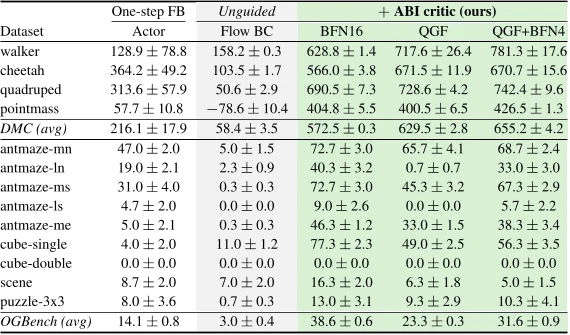 One-step FB Unguided + ABI critic (ours)
Dataset Actor Flow BC BFN16 QGF QGF+BFN4
walker 128.9 ± 78.8 158.2 ± 0.3 628.8 ± 1.4 717.6 ± 26.4 781.3 ± 17.6
cheetah 364.2 ± 49.2 103.5 ± 1.7 566.0 ± 3.8 671.5 ± 11.9 670.7 ± 15.6
quadruped 313.6 ± 57.9 50.6 ± 2.9 690.5 ± 7.3 728.6 ± 4.2 742.4 ± 9.6
pointmass 57.7 ± 10.8 −78.6 ± 10.4 404.8 ± 5.5 400.5 ± 6.5 426.5 ± 1.3
DMC (avg) 216.1 ± 17.9 58.4 ± 3.5 572.5 ± 0.3 629.5 ± 2.8 655.2 ± 4.2
antmaze-mn 47.0 ± 2.0 5.0 ± 1.5 72.7 ± 3.0 65.7 ± 4.1 68.7 ± 2.4
antmaze-ln 19.0 ± 2.1 2.3 ± 0.9 40.3 ± 3.2 0.7 ± 0.7 33.0 ± 3.0
antmaze-ms 31.0 ± 4.0 0.3 ± 0.3 72.7 ± 3.0 45.3 ± 3.2 67.3 ± 2.9
antmaze-ls 4.7 ± 2.0 0.0 ± 0.0 9.0 ± 2.6 0.0 ± 0.0 5.7 ± 2.2
antmaze-me 5.0 ± 2.1 0.3 ± 0.3 46.3 ± 1.2 33.0 ± 1.5 38.3 ± 3.4
cube-single 4.0 ± 2.0 11.0 ± 1.2 77.3 ± 2.3 49.0 ± 2.5 56.3 ± 3.5
cube-double 0.0 ± 0.0 0.0 ± 0.0 0.0 ± 0.0 0.0 ± 0.0 0.0 ± 0.0
scene 8.7 ± 2.0 7.0 ± 2.0 16.3 ± 2.0 6.3 ± 1.8 5.0 ± 1.5
puzzle-3x3 8.0 ± 3.6 0.7 ± 0.3 13.0 ± 3.1 9.3 ± 2.9 10.3 ± 4.1
OGBench (avg) 14.1 ± 0.8 3.0 ± 0.4 38.6 ± 0.6 23.3 ± 0.3 31.6 ± 0.9